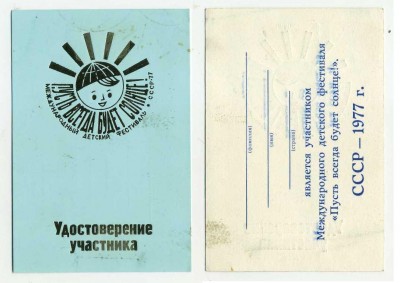 ПУСТЬ ВСЕГДА БУДЕТ СОЛНЦЕ!
МЕЖДУНАРОДНЫЙ ДЕТСКИЙ ФЕСТИВАЛЬ • СССР-77
Удостоверение
участника
(фамилия)
(имя)
(страна)
является участником
Международного детского фестиваля
«Пусть всегда будет солнце!».
СССР — 1977 г.